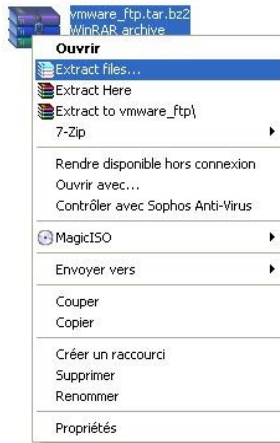 vmware_ftp.tar.bz2
WinRAR archive
Ouvrir
Extract files...
Extract Here
Extract to vmware_ftp\
7-Zip
Rendre disponible hors connexion
Ouvrir avec...
Contrôler avec Sophos Anti-Virus
MagicISO
Envoyer vers
Couper
Copier
Créer un raccourci
Supprimer
Renommer
Propriétés